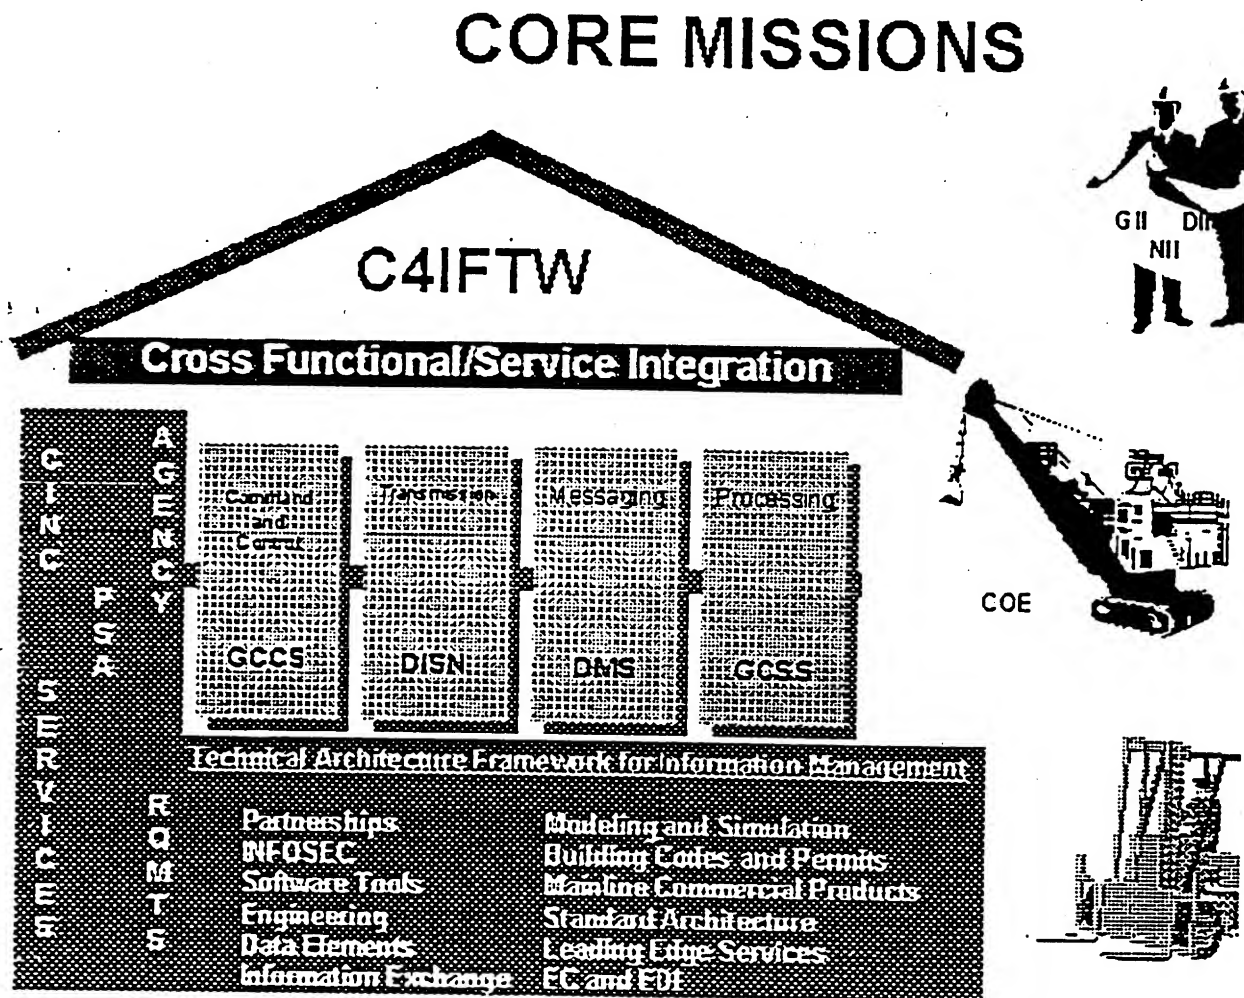 CORE MISSIONS
GII DII
NII
C4IFTW
Cross Functional/Service Integration
CINC
PSA
SERVICES
AGENCY
RQMTS
Command
and
Control
GCCS
Transmission
DISN
Messaging
DMS
Processing
GCSS
COE
Technical Architecture Framework for Information Management
Partnerships
INFOSEC
Software Tools
Engineering
Data Elements
Information Exchange
Modeling and Simulation
Building Codes and Permits
Mainline Commercial Products
Standard Architecture
Leading Edge Services
EC and EDI